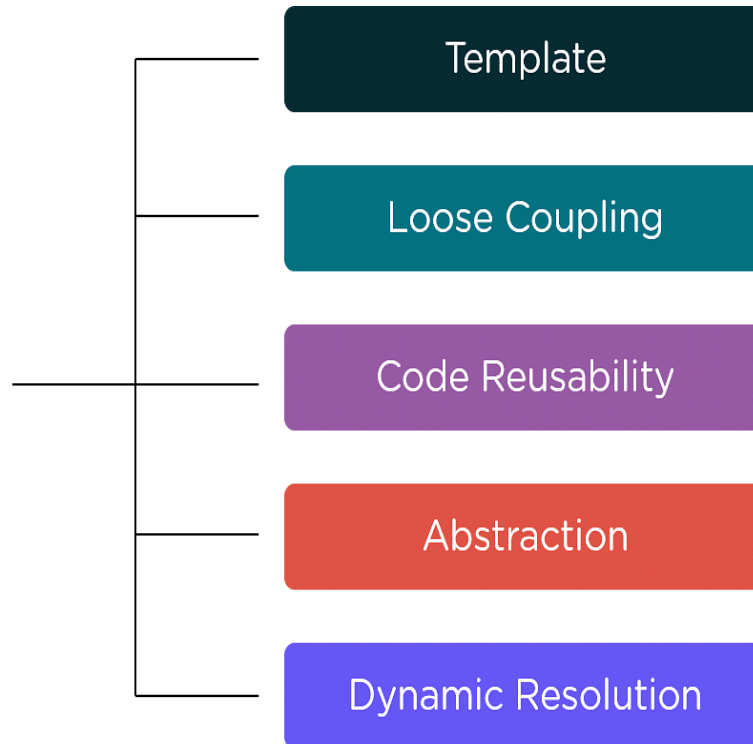 Template
Loose Coupling
Code Reusability
Abstraction
Dynamic Resolution